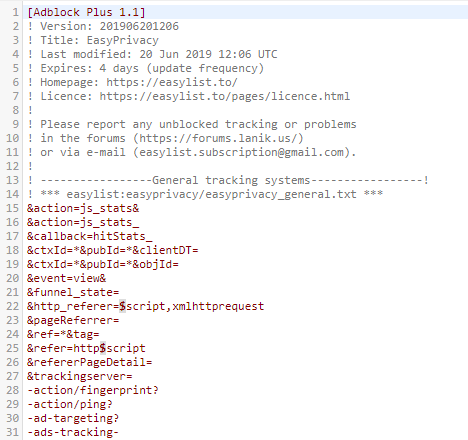 1 [Adblock Plus 1.1]
2 ! Version: 201906201206
3 ! Title: EasyPrivacy
4 ! Last modified: 20 Jun 2019 12:06 UTC
5 ! Expires: 4 days (update frequency)
6 ! Homepage: https://easylist.to/
7 ! Licence: https://easylist.to/pages/licence.html
8 !
9 ! Please report any unblocked tracking or problems
10 ! in the forums (https://forums.lanik.us/)
11 ! or via e-mail (easylist.subscription@gmail.com).
12 !
13 ! -----------------General tracking systems-----------------!
14 ! *** easylist:easyprivacy/easyprivacy_general.txt ***
15 &action=js_stats&
16 &action=js_stats_
17 &callback=hitStats_
18 &ctxId=*&pubId=*&clientDT=
19 &ctxId=*&pubId=*&objId=
20 &event=view&
21 &funnel_state=
22 &http_referer=$script,xmlhttprequest
23 &pageReferrer=
24 &ref=*&tag=
25 &refer=http$script
26 &refererPageDetail=
27 &trackingserver=
28 -action/fingerprint?
29 -action/ping?
30 -ad-targeting?
31 -ads-tracking-